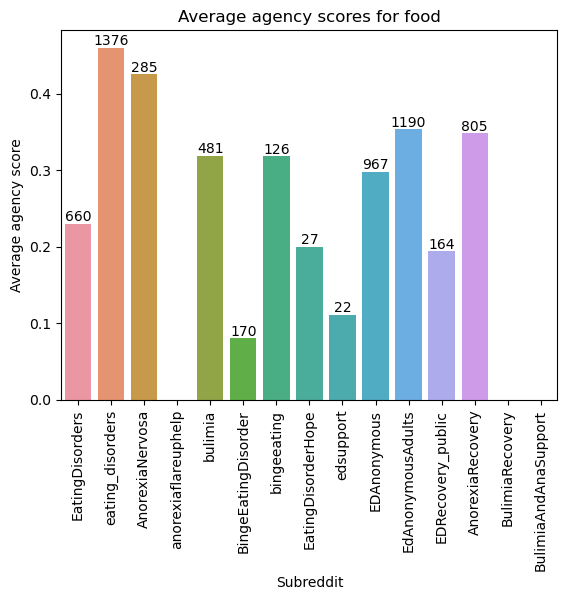 Average agency scores for food
1376
285
1190
805
481
126
967
660
27
164
22
170
0.4
0.3
0.2
0.1
0.0
Average agency score
EatingDisorders
eating_disorders
AnorexiaNervosa
anorexiaflareuphelp
bulimia
BingeEatingDisorder
bingeeating
EatingDisorderHope
edsupport
EDAnonymous
EdAnonymousAdults
EDRecovery_public
AnorexiaRecovery
BulimiaRecovery
BulimiaAndAnaSupport
Subreddit